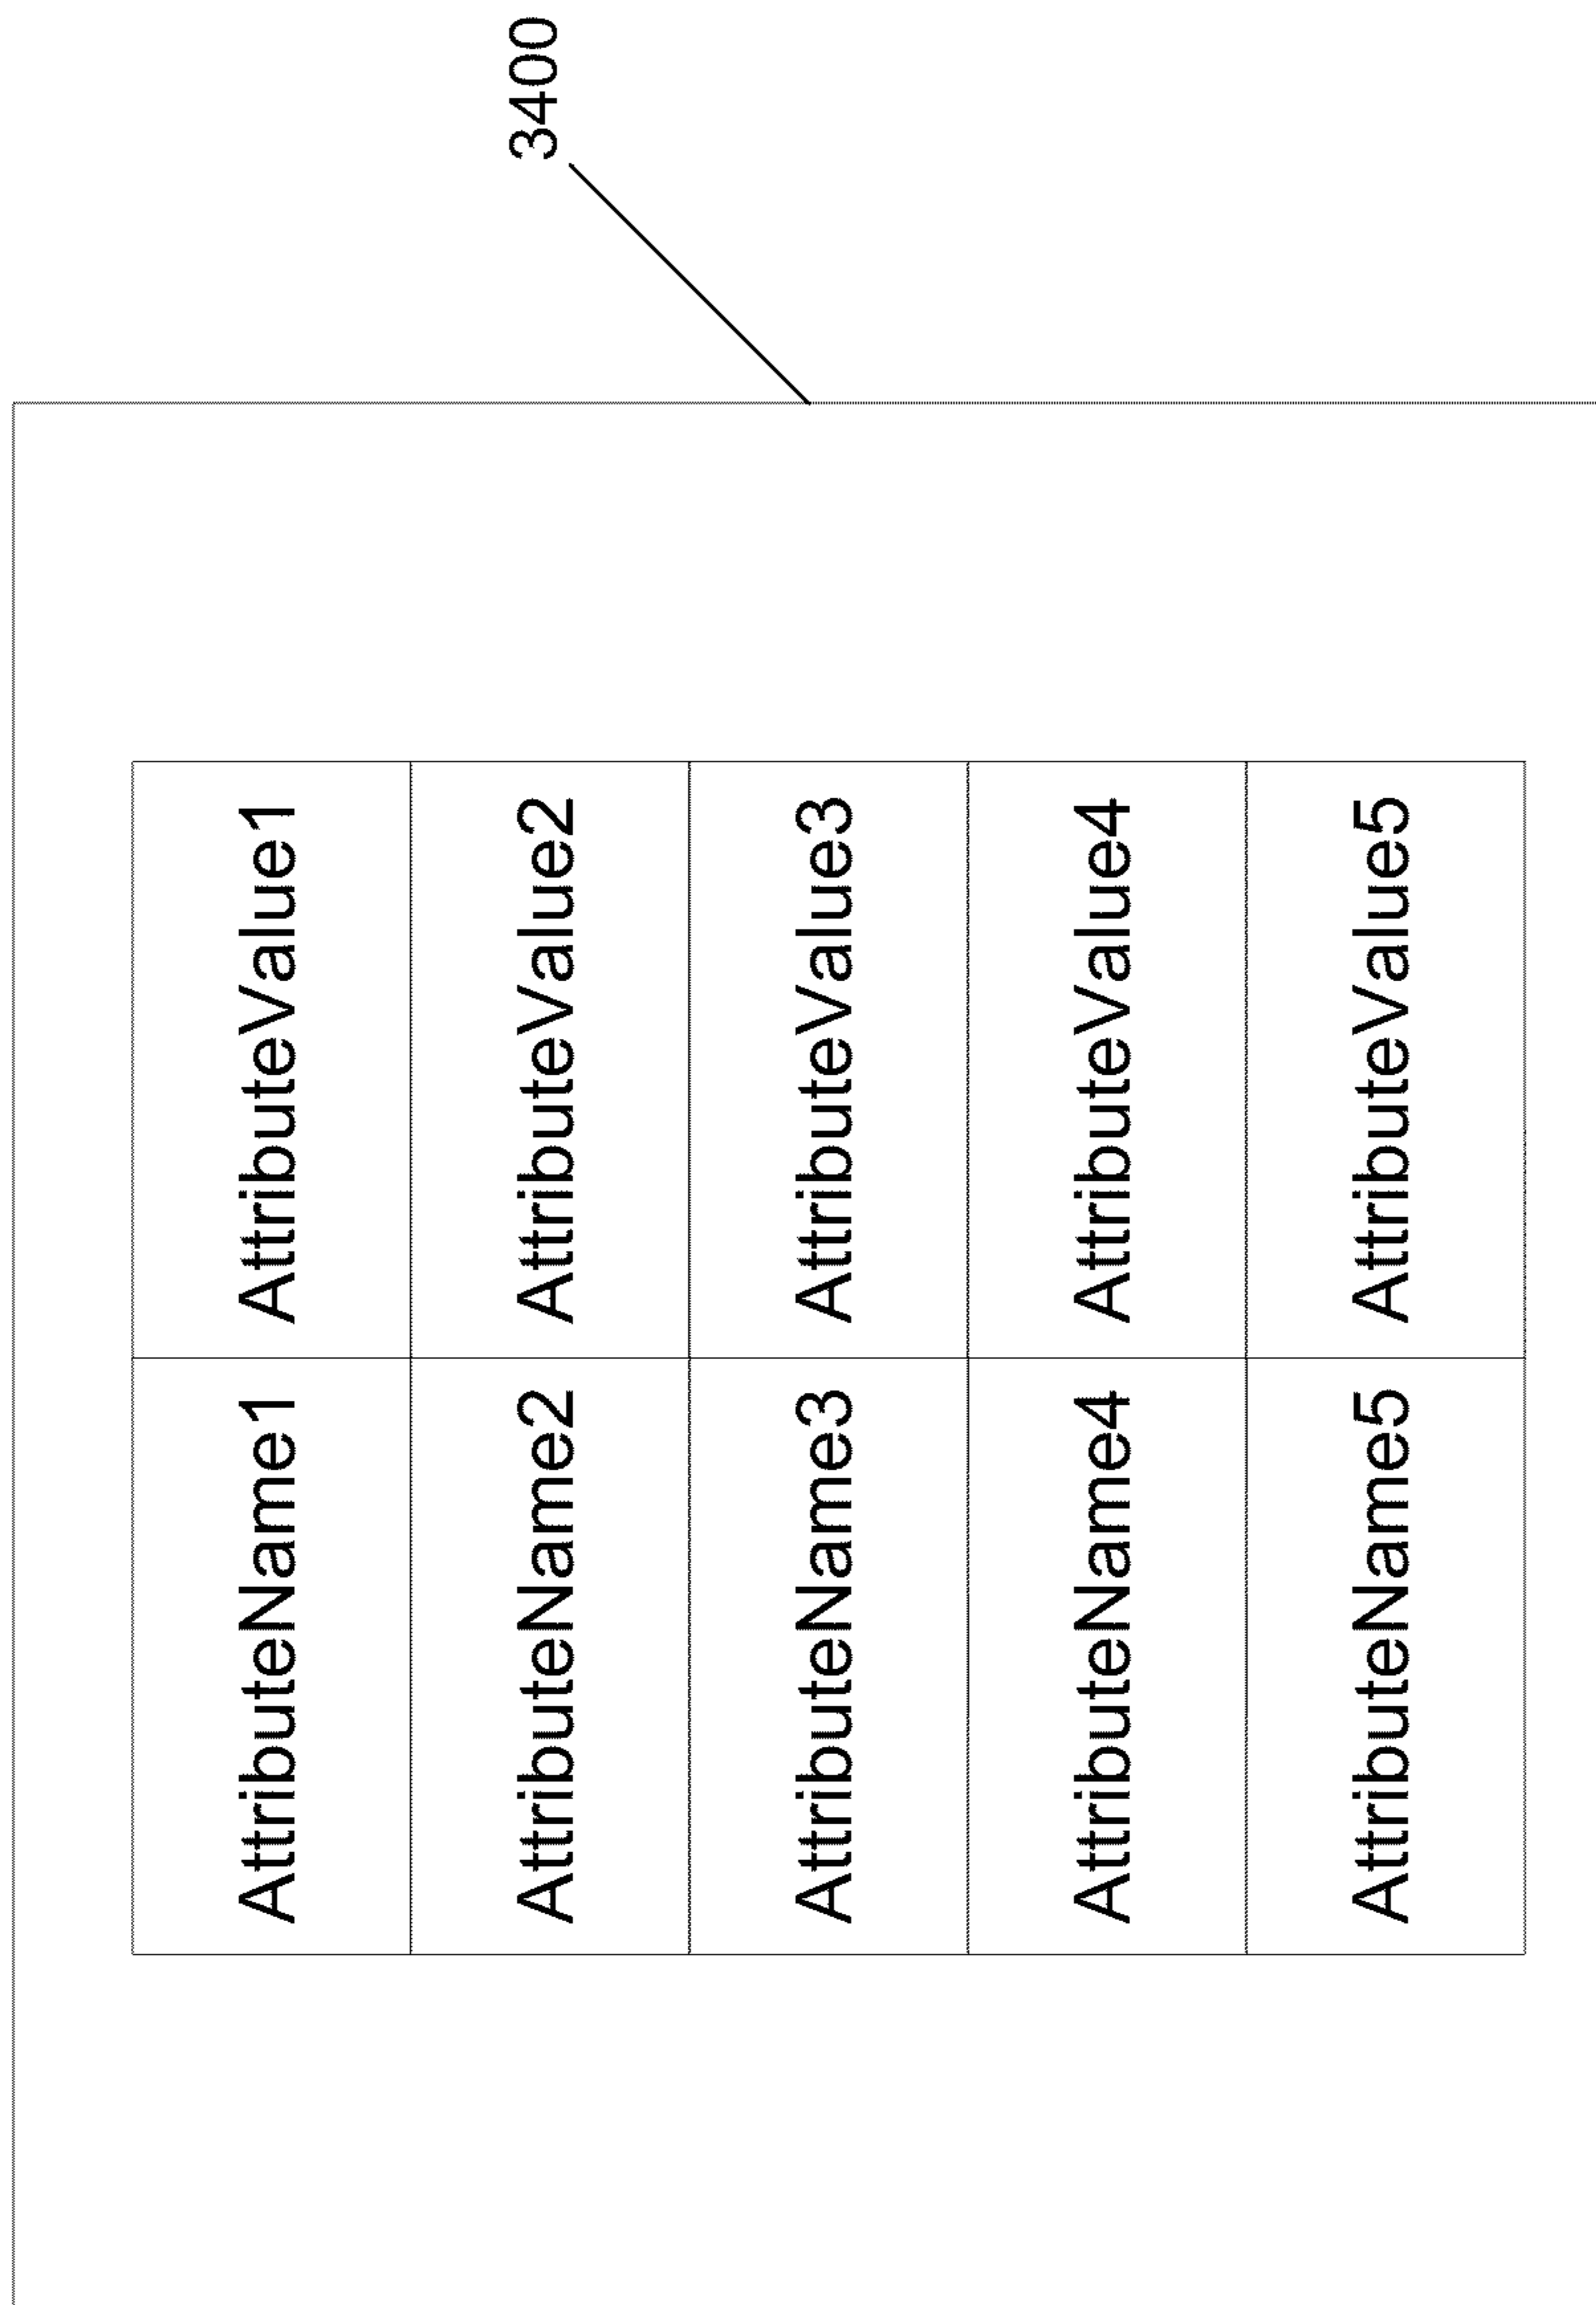 3400
AttributeName1 AttributeValue1
AttributeName2 AttributeValue2
AttributeName3 AttributeValue3
AttributeName4 AttributeValue4
AttributeName5 AttributeValue5